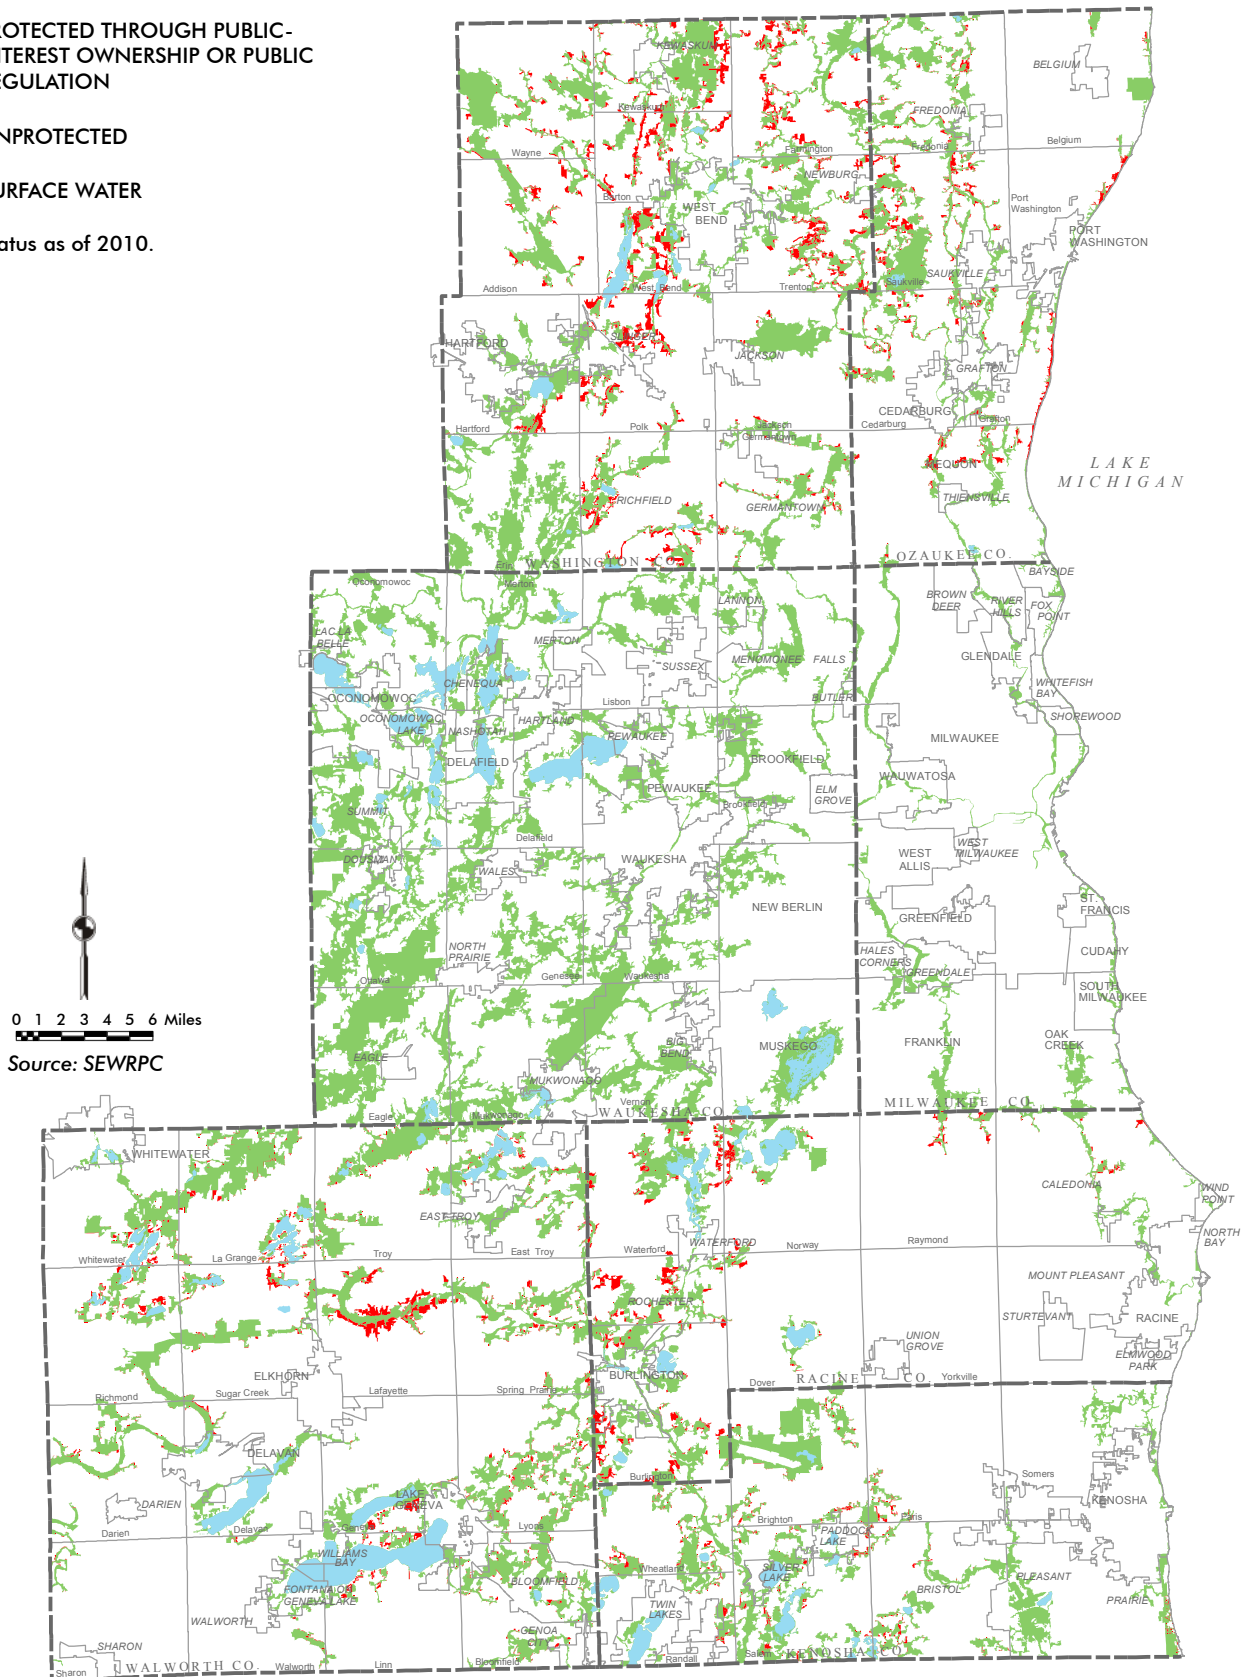 ROTECTED THROUGH PUBLIC-
NTEREST OWNERSHIP OR PUBLIC
EGULATION
NPROTECTED
URFACE WATER
atus as of 2010.
KEWASKUM
BELGIUM
Kewaskum
FREDONIA
Wayne
Farmington
Fredonia
Belgium
NEWBURG
Barton
WEST
BEND
Port
Washington
PORT
WASHINGTON
SAUKVILLE
Saukville
Addison
West Bend
Trenton
HARTFORD
SLINGER
JACKSON
GRAFTON
CEDARBURG
Grafton
Hartford
Polk
Jackson
Germantown
Cedarburg
MEQUON
LAKE
MICHIGAN
RICHFIELD
GERMANTOWN
THIENSVILLE
Erin
WASHINGTON CO.
OZAUKEE CO.
Oconomowoc
Merton
BAYSIDE
LANNON
BROWN
DEER
RIVER
HILLS
FOX
POINT
LAC LA
BELLE
MERTON
SUSSEX
MENOMONEE FALLS
GLENDALE
CHENEQUA
WHITEFISH
BAY
OCONOMOWOC
Lisbon
BUTLER
OCONOMOWOC
LAKE
HARTLAND
NASHOTAH
PEWAUKEE
SHOREWOOD
MILWAUKEE
DELAFIELD
BROOKFIELD
WAUWATOSA
PEWAUKEE
ELM
GROVE
Brookfield
SUMMIT
Delafield
DOUSMAN
WALES
WAUKESHA
WEST
ALLIS
WEST
MILWAUKEE
NEW BERLIN
ST.
FRANCIS
GREENFIELD
NORTH
PRAIRIE
HALES
CORNERS
CUDAHY
GREENDALE
Ottawa
Genesee
Waukesha
SOUTH
MILWAUKEE
0 1 2 3 4 5 6 Miles
Source: SEWRPC
EAGLE
BIG
BEND
MUSKEGO
FRANKLIN
OAK
CREEK
MUKWONAGO
Eagle
Mukwonago
Vernon
WAUKESHA CO.
MILWAUKEE CO.
WHITEWATER
CALEDONIA
WIND
POINT
EAST TROY
NORTH
BAY
Whitewater
La Grange
Troy
East Troy
Waterford
WATERFORD
Norway
Raymond
MOUNT PLEASANT
ROCHESTER
STURTEVANT
RACINE
UNION
GROVE
ELMWOOD
PARK
ELKHORN
BURLINGTON
Richmond
Sugar Creek
Lafayette
Spring Prairie
Dover
RACINE CO.
Yorkville
DELAVAN
Burlington
Somers
LAKE
GENEVA
KENOSHA
DARIEN
Darien
Delavan
Geneva
Lyons
Brighton
Paris
PADDOCK
LAKE
WILLIAMS
BAY
Wheatland
SILVER
LAKE
FONTANA ON
GENEVA LAKE
BLOOMFIELD
BRISTOL
PLEASANT
PRAIRIE
WALWORTH
TWIN
LAKES
GENOA
CITY
SHARON
Sharon
WALWORTH CO.
Walworth
Linn
Bloomfield
Randall
Salem
KENOSHA CO.